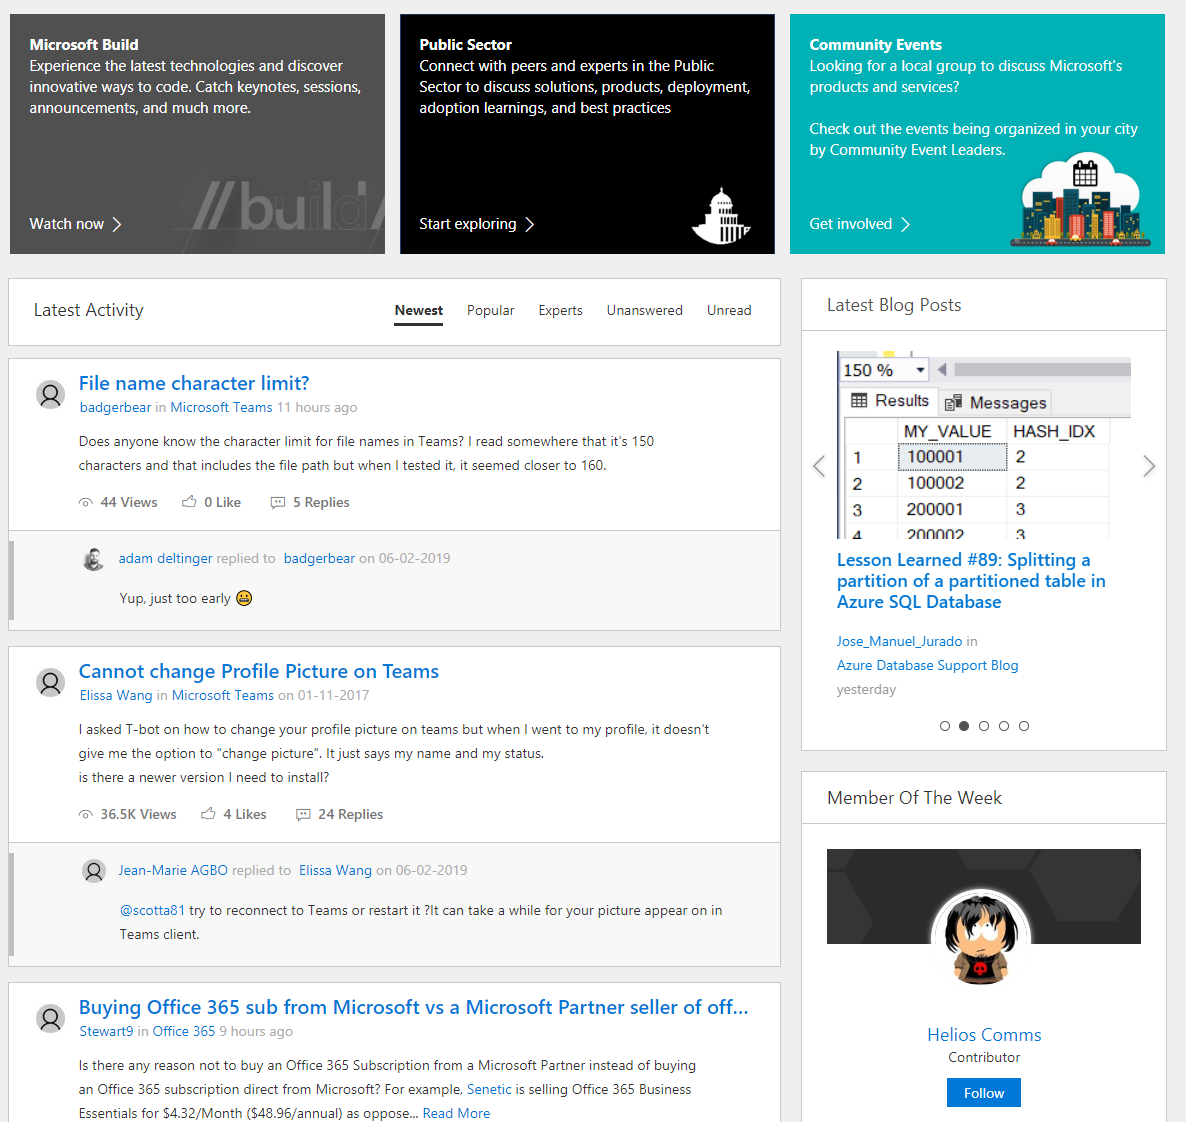 Microsoft Build
Experience the latest technologies and discover
innovative ways to code. Catch keynotes, sessions,
announcements, and much more.
//build/
Watch now
Public Sector
Connect with peers and experts in the Public
Sector to discuss solutions, products, deployment,
adoption learnings, and best practices
Start exploring
Community Events
Looking for a local group to discuss Microsoft's
products and services?
Check out the events being organized in your city
by Community Event Leaders.
Get involved
Latest Activity
Newest Popular Experts Unanswered Unread
File name character limit?
badgerbear in Microsoft Teams 11 hours ago
Does anyone know the character limit for file names in Teams? I read somewhere that it's 150
characters and that includes the file path but when I tested it, it seemed closer to 160.
44 Views 0 Like 5 Replies
adam deltinger replied to badgerbear on 06-02-2019
Yup, just too early
Cannot change Profile Picture on Teams
Elissa Wang in Microsoft Teams on 01-11-2017
I asked T-bot on how to change your profile picture on teams but when I went to my profile, it doesn't
give me the option to "change picture". It just says my name and my status.
is there a newer version I need to install?
36.5K Views 4 Likes 24 Replies
Jean-Marie AGBO replied to Elissa Wang on 06-02-2019
@scotta81 try to reconnect to Teams or restart it ?It can take a while for your picture appear on in
Teams client.
Buying Office 365 sub from Microsoft vs a Microsoft Partner seller of off...
Stewart9 in Office 365 9 hours ago
Is there any reason not to buy an Office 365 Subscription from a Microsoft Partner instead of buying
an Office 365 subscription direct from Microsoft? For example, Senetic is selling Office 365 Business
Essentials for $4.32/Month ($48.96/annual) as oppose... Read More
Latest Blog Posts
150 %
Results Messages
MY_VALUE HASH_IDX
1 100001 2
2 100002 2
3 200001 3
4 200002 3
Lesson Learned #89: Splitting a
partition of a partitioned table in
Azure SQL Database
Jose_Manuel_Jurado in
Azure Database Support Blog
yesterday
Member Of The Week
Helios Comms
Contributor
Follow